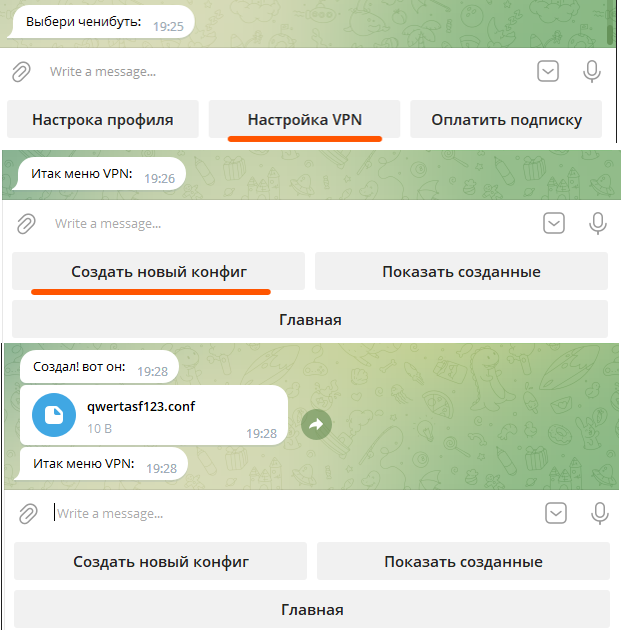 Выбери ченибуть: 19:25
Write a message...
Настрока профиля Настройка VPN Оплатить подписку
Итак меню VPN: 19:26
Write a message...
Создать новый конфиг Показать созданные
Главная
Создал! вот он: 19:28
qwertasf123.conf
10 B 19:28
Итак меню VPN: 19:28
Write a message...
Создать новый конфиг Показать созданные
Главная